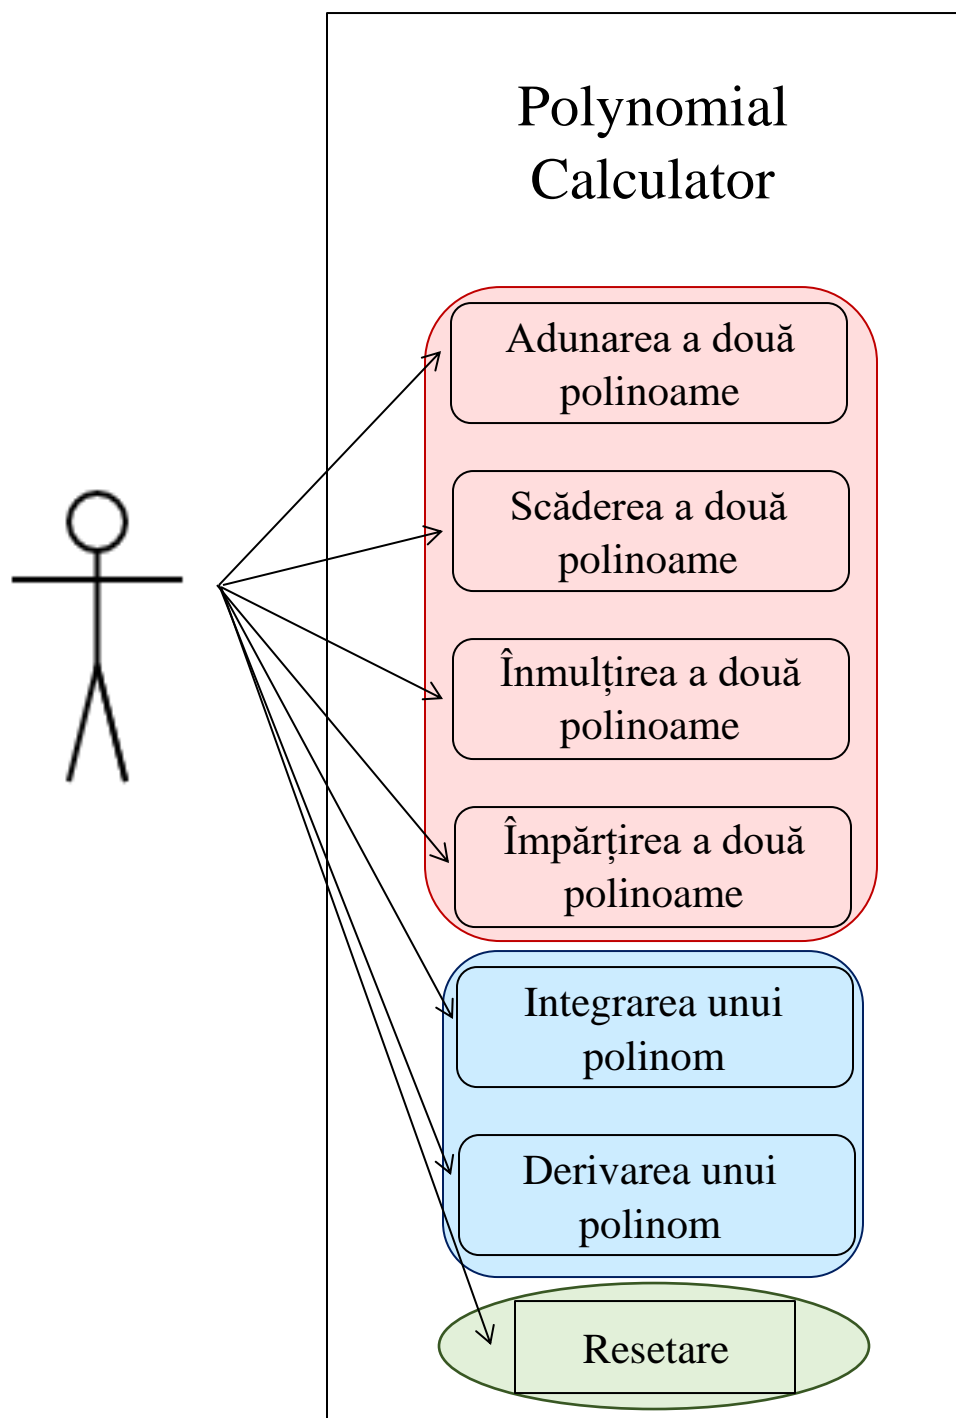 Polynomial
Calculator
Adunarea a două
polinoame
Scăderea a două
polinoame
Înmulțirea a două
polinoame
Împărțirea a două
polinoame
Integrarea unui
polinom
Derivarea unui
polinom
Resetare